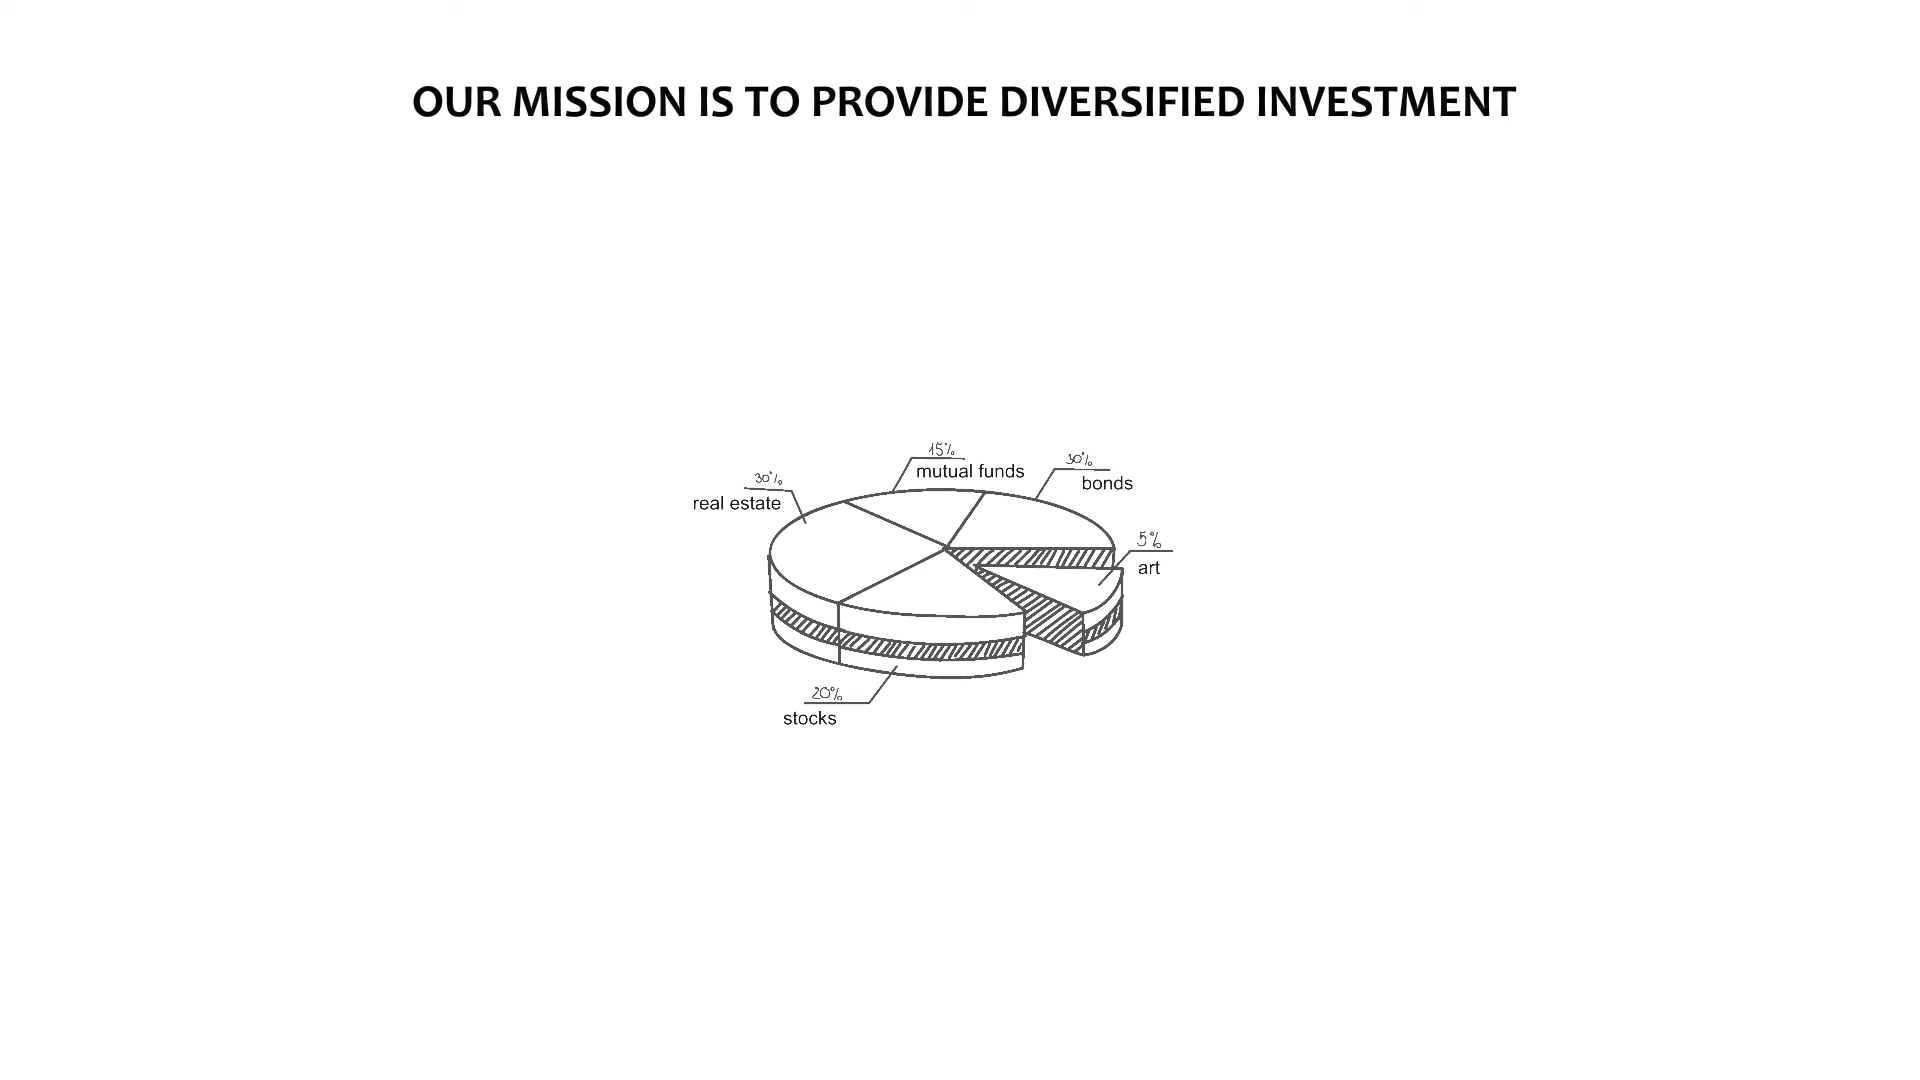 OUR MISSION IS TO PROVIDE DIVERSIFIED INVESTMENT
15%
mutual funds
30%
bonds
30%
real estate
5%
art
20%
stocks